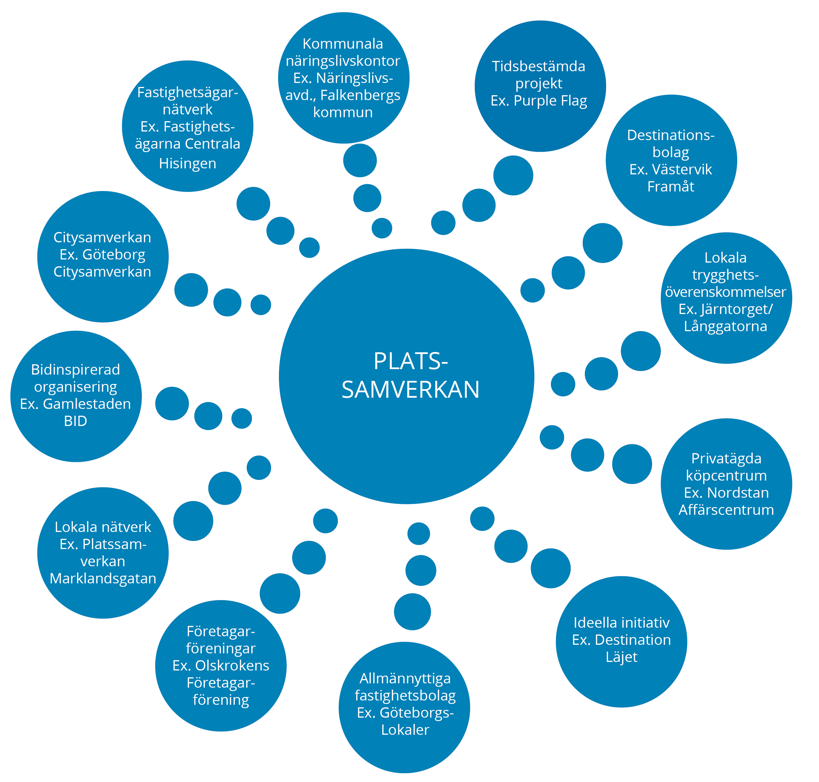 Kommunala
näringslivskontor
Ex. Näringslivs-
avd., Falkenbergs
kommun
Tidsbestämda
projekt
Ex. Purple Flag
Destinations-
bolag
Ex. Västervik
Framåt
Lokala
trygghets-
överenskommelser
Ex. Järntorget/
Långgatorna
Privatägda
köpcentrum
Ex. Nordstan
Affärscentrum
Ideella initiativ
Ex. Destination
Läjet
Allmännyttiga
fastighetsbolag
Ex. Göteborgs-
Lokaler
Företagar-
föreningar
Ex. Olskrokens
Företagar-
förening
Lokala nätverk
Ex. Platssam-
verkan
Marklandsgatan
Bidinspirerad
organisering
Ex. Gamlestaden
BID
Citysamverkan
Ex. Göteborg
Citysamverkan
Fastighetsägar-
nätverk
Ex. Fastighets-
ägarna Centrala
Hisingen
PLATS-
SAMVERKAN